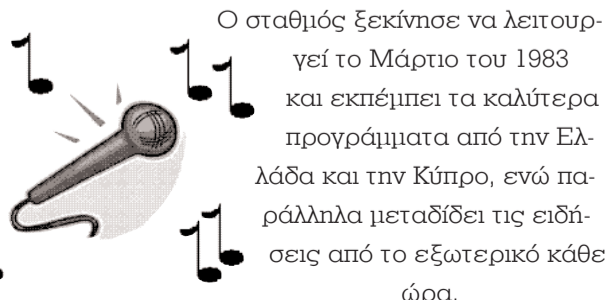 Ο σταθμός ξεκίνησε να λειτουρ-
γεί το Μάρτιο του 1983
και εκπέμπει τα καλύτερα
προγράμματα από την Ελ-
λάδα και την Κύπρο, ενώ πα-
ράλληλα μεταδίδει τις ειδή-
σεις από το εξωτερικό κάθε
ώρα.